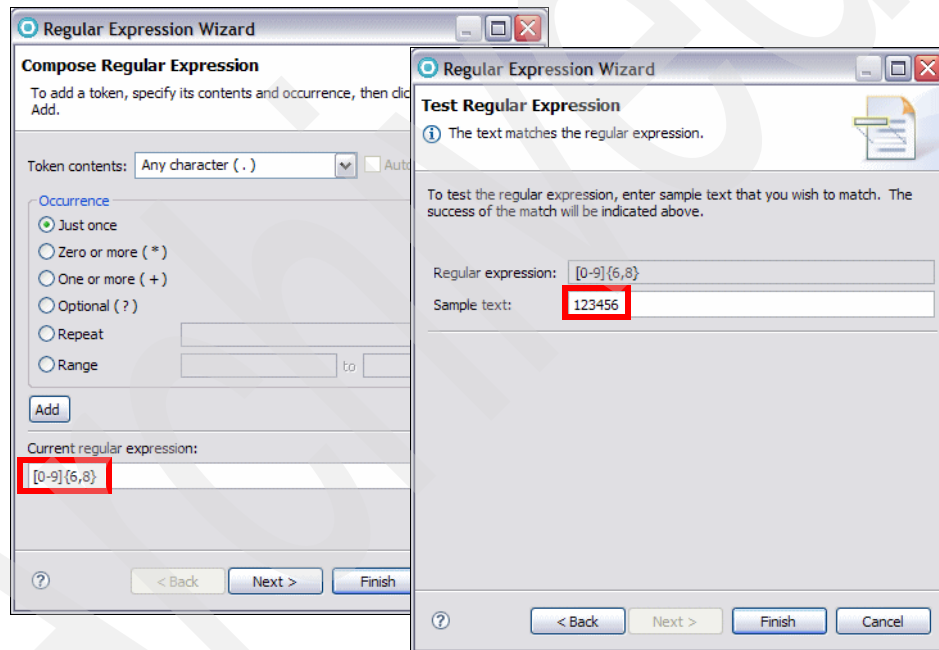 Regular Expression Wizard
Compose Regular Expression
To add a token, specify its contents and occurrence, then
Add.
Token contents: Any character ( . )
Occurrence
Just once
Zero or more ( * )
One or more ( + )
Optional ( ? )
Repeat
Range to
Add
Current regular expression:
[0-9]{6,8}
< Back Next > Finish
Regular Expression Wizard
Test Regular Expression
The text matches the regular expression.
To test the regular expression, enter sample text that you wish to match. The
success of the match will be indicated above.
Regular expression: [0-9]{6,8}
Sample text: 123456
< Back Next > Finish Cancel